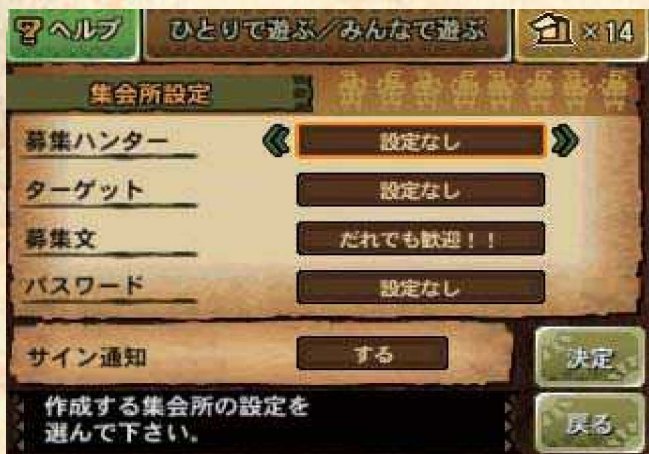 ? ヘルプ
ひとりで遊ぶ／みんなで遊ぶ
×14
集会所設定
募集ハンター
設定なし
ターゲット
設定なし
募集文
だれでも歓迎！！
パスワード
設定なし
サイン通知
する
決定
作成する集会所の設定を
選んで下さい。
戻る